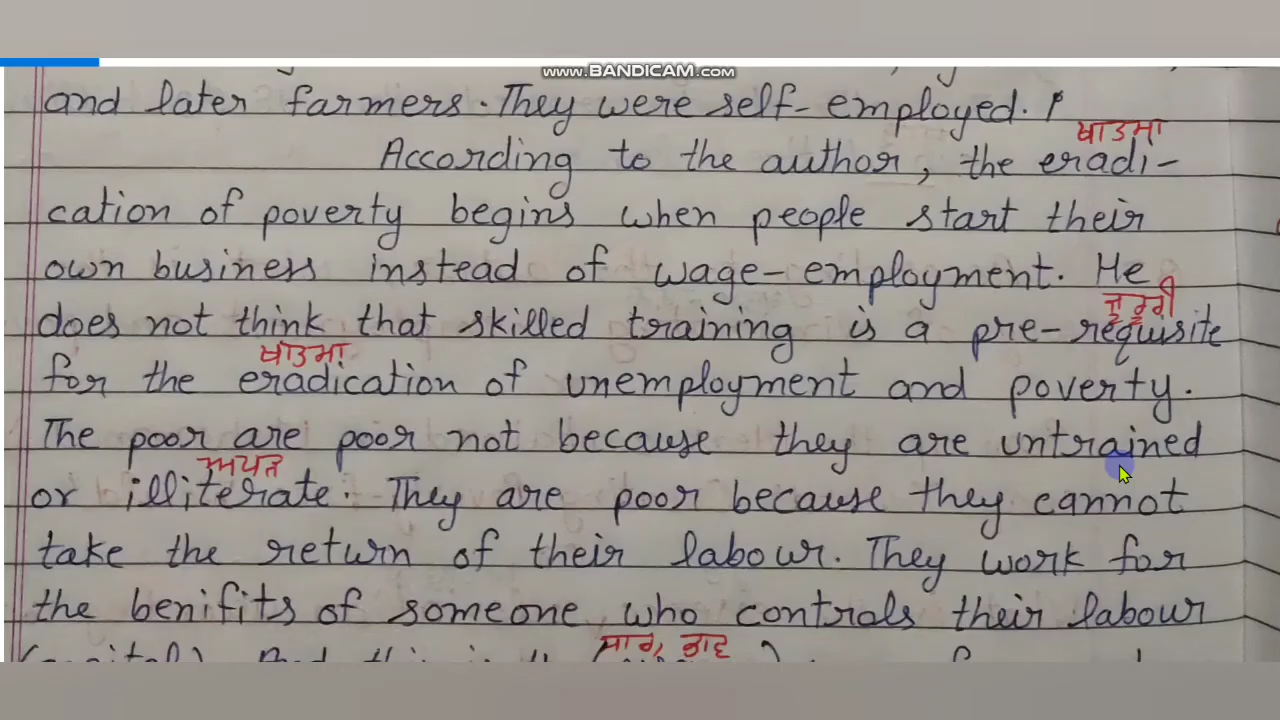 www.BANDICAM.com
and later farmers. They were self-employed.
ਖਾਤਮਾ
According to the author, the eradi-
cation of poverty begins when people start their
own business instead of wage-employment. He
ਜ਼ਰੂਰੀ
does not think that skilled training is a pre-requisite
ਖਾਤਮਾ
for the eradication of unemployment and poverty.
The poor are poor not because they are untrained
ਅਨਪੜ
or illiterate. They are poor because they cannot
take the return of their labour. They work for
the benifits of someone who controls their labour
ਸਾਰ, ਭਾਵ